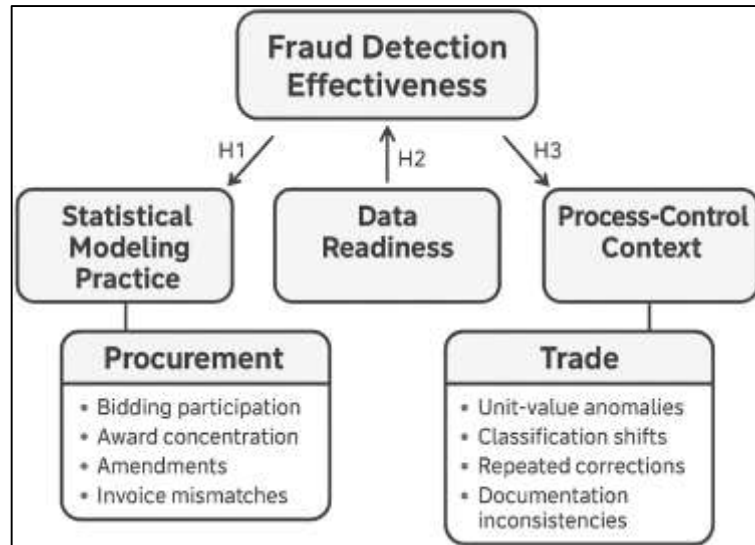 Fraud Detection
Effectiveness
H1
H2
H3
Statistical
Modeling
Practice
Data
Readiness
Process-Control
Context
Procurement
• Bidding participation
• Award concentration
• Amendments
• Invoice mismatches
Trade
• Unit-value anomalies
• Classification shifts
• Repeated corrections
• Documentation
inconsistencies